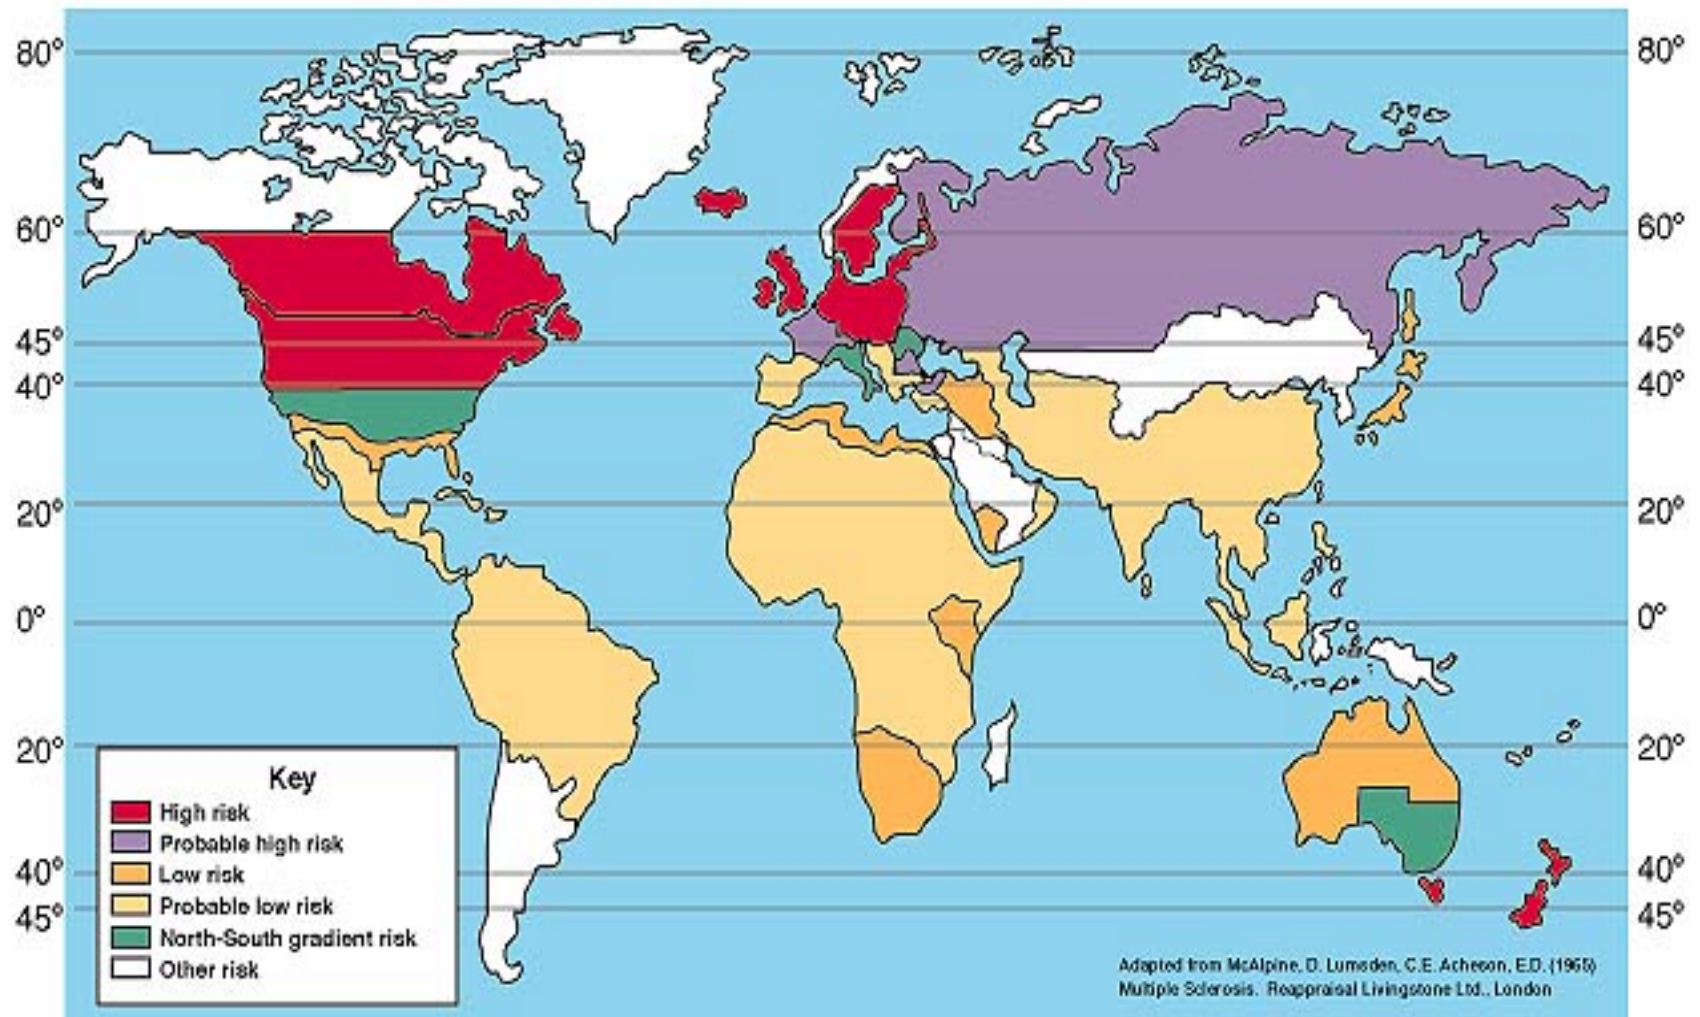 80°
80°
60°
60°
45°
45°
40°
40°
20°
20°
0°
0°
20°
20°
40°
40°
45°
45°
Key
High risk
Probable high risk
Low risk
Probable low risk
North-South gradient risk
Other risk
Adapted from McAlpine, D. Lumsden, C.E. Acheson, E.D. (1965)
Multiple Sclerosis. Reappraisal Livingstone Ltd., London